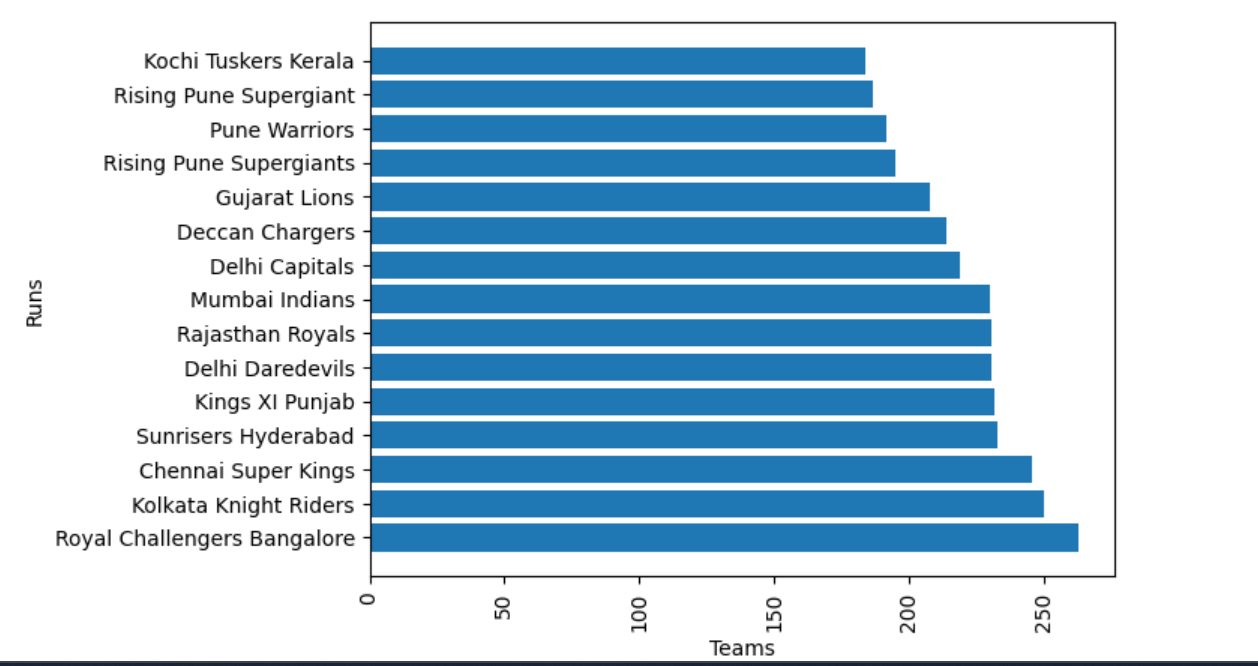 Kochi Tuskers Kerala
Rising Pune Supergiant
Pune Warriors
Rising Pune Supergiants
Gujarat Lions
Deccan Chargers
Delhi Capitals
Mumbai Indians
Rajasthan Royals
Delhi Daredevils
Kings XI Punjab
Sunrisers Hyderabad
Chennai Super Kings
Kolkata Knight Riders
Royal Challengers Bangalore
Runs
0 50 100 150 200 250
Teams